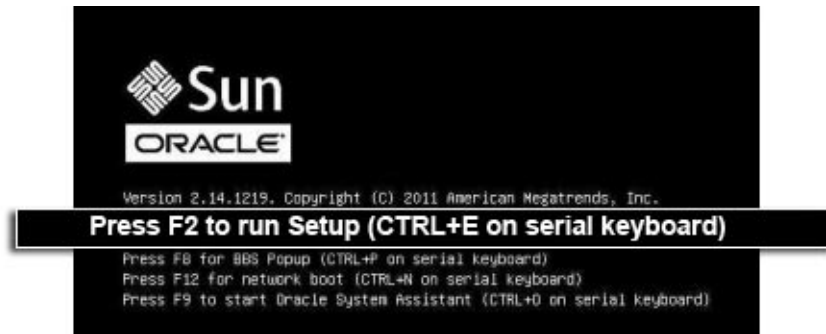 Sun
ORACLE
Version 2.14.1219. Copyright (C) 2011 American Megatrends, Inc.
Press F2 to run Setup (CTRL+E on serial keyboard)
Press F8 for BBS Popup (CTRL+P on serial keyboard)
Press F12 for network boot (CTRL+N on serial keyboard)
Press F9 to start Oracle System Assistant (CTRL+O on serial keyboard)